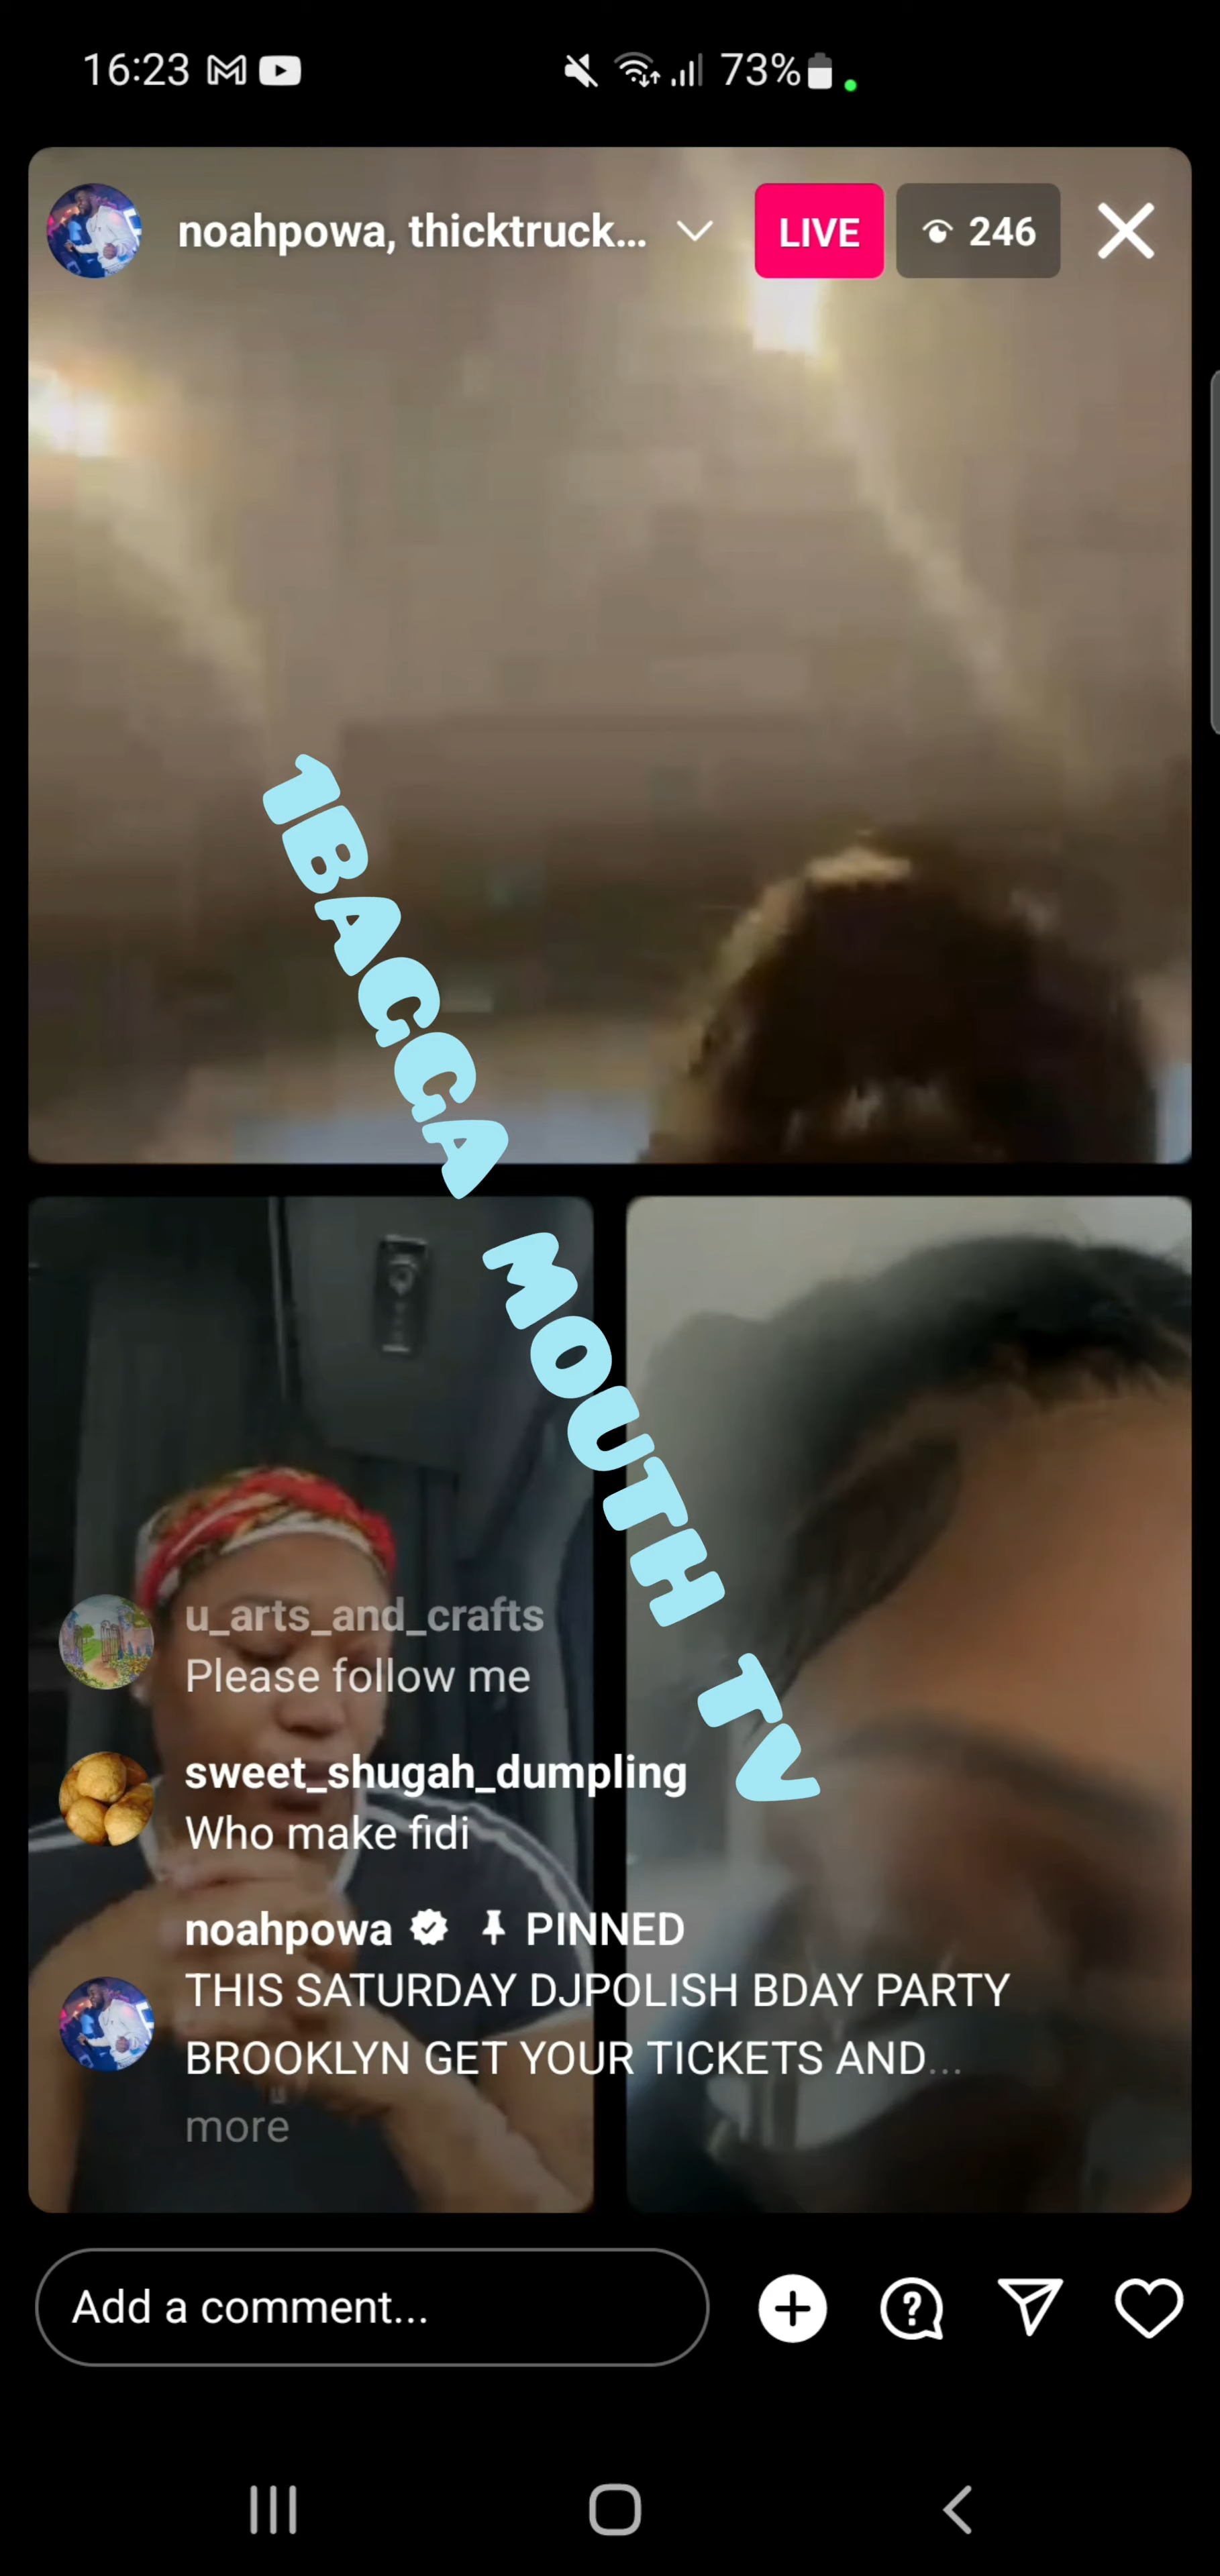 16:23
73%
noahpowa, thicktruck...
LIVE
246
1BAGGA MOUTH TV
u_arts_and_crafts
Please follow me
sweet_shugah_dumpling
Who make fidi
noahpowa PINNED
THIS SATURDAY DJPOLISH BDAY PARTY
BROOKLYN GET YOUR TICKETS AND...
more
Add a comment...